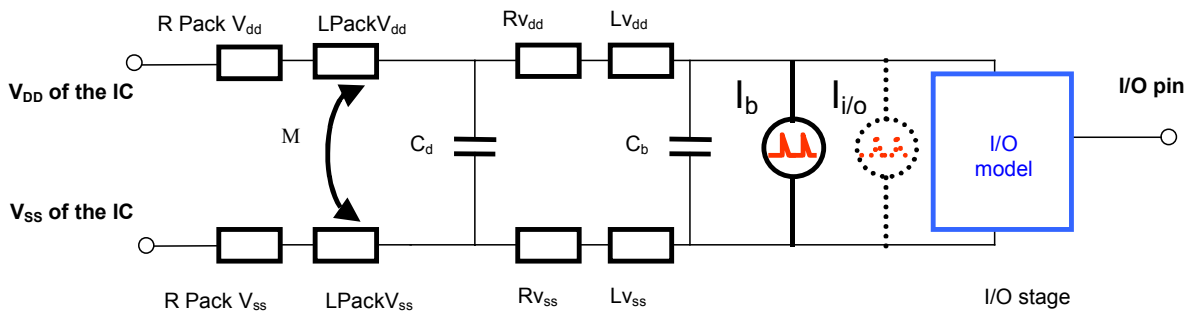 R Pack Vdd
LPackVdd
Rvdd
Lvdd
VDD of the IC
Ib
Ii/o
I/O pin
M
Cd
Cb
I/O
model
VSS of the IC
R Pack Vss
LPackVss
Rvss
Lvss
I/O stage